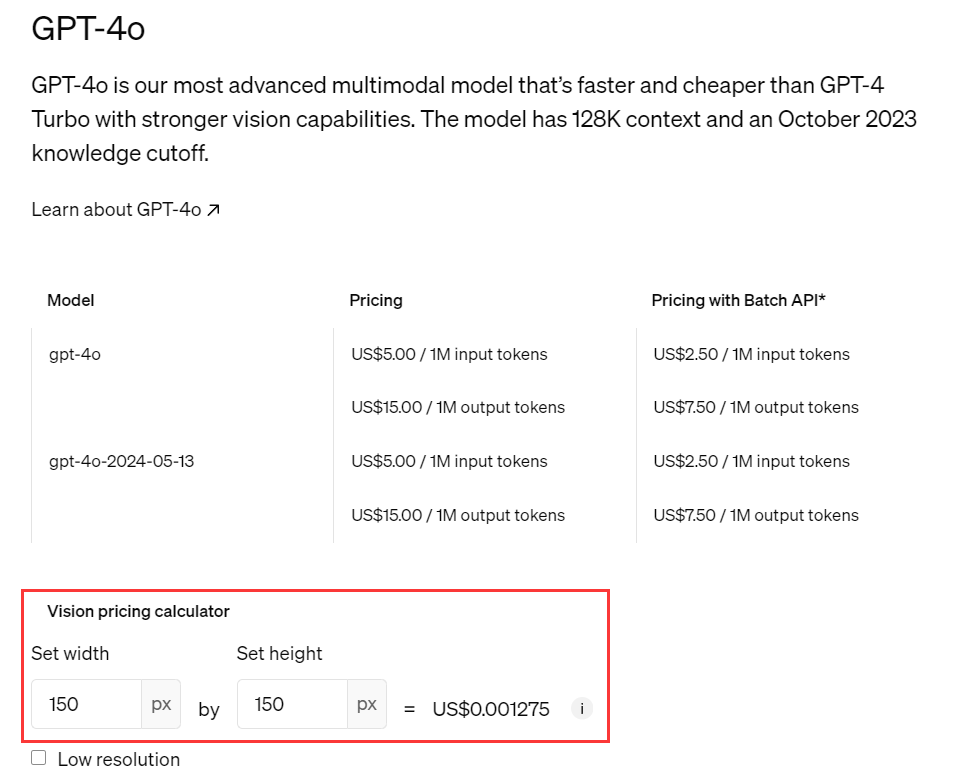 GPT-4o
GPT-4o is our most advanced multimodal model that’s faster and cheaper than GPT-4
Turbo with stronger vision capabilities. The model has 128K context and an October 2023
knowledge cutoff.
Learn about GPT-4o ↗
Model Pricing Pricing with Batch API*
gpt-4o US$5.00 / 1M input tokens US$2.50 / 1M input tokens
US$15.00 / 1M output tokens US$7.50 / 1M output tokens
gpt-4o-2024-05-13 US$5.00 / 1M input tokens US$2.50 / 1M input tokens
US$15.00 / 1M output tokens US$7.50 / 1M output tokens
Vision pricing calculator
Set width Set height
150 px by 150 px = US$0.001275 i
Low resolution